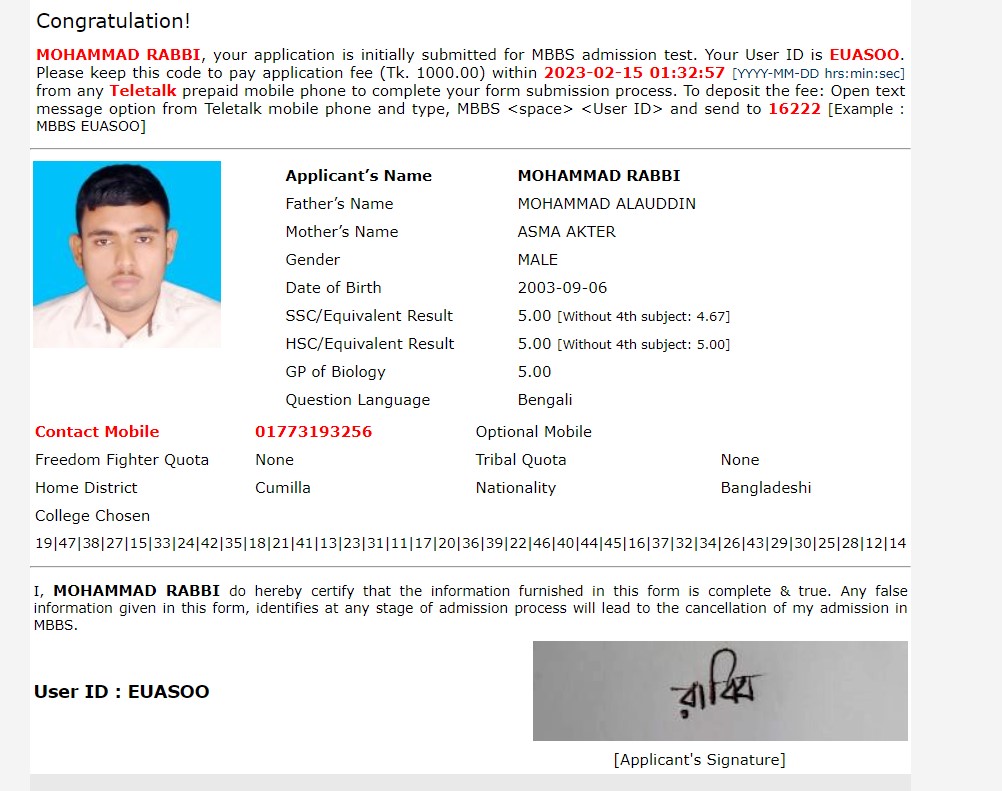 Congratulation!
MOHAMMAD RABBI, your application is initially submitted for MBBS admission test. Your User ID is EUASOO.
Please keep this code to pay application fee (Tk. 1000.00) within 2023-02-15 01:32:57 [YYYY-MM-DD hrs:min:sec]
from any Teletalk prepaid mobile phone to complete your form submission process. To deposit the fee: Open text
message option from Teletalk mobile phone and type, MBBS <space> <User ID> and send to 16222 [Example :
MBBS EUASOO]
Applicant’s Name MOHAMMAD RABBI
Father’s Name MOHAMMAD ALAUDDIN
Mother’s Name ASMA AKTER
Gender MALE
Date of Birth 2003-09-06
SSC/Equivalent Result 5.00 [Without 4th subject: 4.67]
HSC/Equivalent Result 5.00 [Without 4th subject: 5.00]
GP of Biology 5.00
Question Language Bengali
Contact Mobile 01773193256 Optional Mobile
Freedom Fighter Quota None Tribal Quota None
Home District Cumilla Nationality Bangladeshi
College Chosen
19|47|38|27|15|33|24|42|35|18|21|41|13|23|31|11|17|20|36|39|22|46|40|44|45|16|37|32|34|26|43|29|30|25|28|12|14
I, MOHAMMAD RABBI do hereby certify that the information furnished in this form is complete & true. Any false
information given in this form, identifies at any stage of admission process will lead to the cancellation of my admission in
MBBS.
User ID : EUASOO
রাব্বি
[Applicant's Signature]